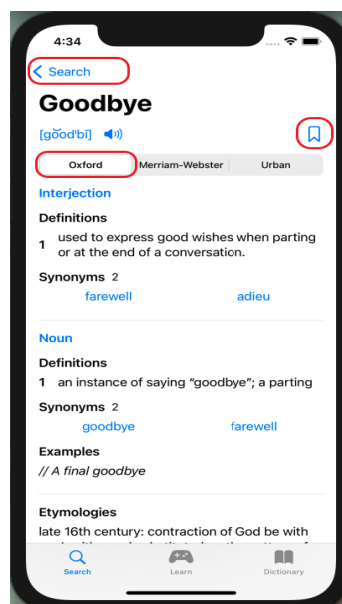 4:34
Search
Goodbye
[go͝od'bī]
Oxford Merriam-Webster Urban
Interjection
Definitions
1 used to express good wishes when parting
or at the end of a conversation.
Synonyms 2
farewell adieu
Noun
Definitions
1 an instance of saying "goodbye"; a parting
Synonyms 2
goodbye farewell
Examples
// A final goodbye
Etymologies
late 16th century: contraction of God be with
Search Learn Dictionary